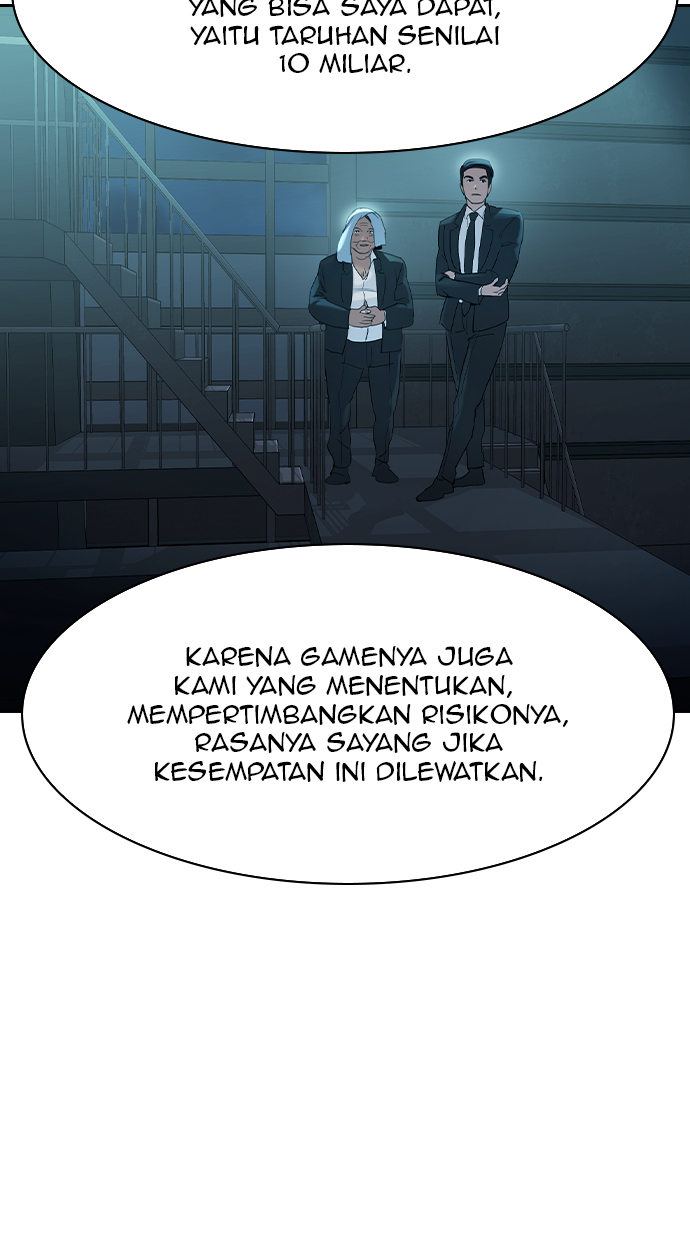 YANG BISA SAYA DAPAT,
YAITU TARUHAN SENILAI
10 MILIAR.
KARENA GAMENYA JUGA
KAMI YANG MENENTUKAN,
MEMPERTIMBANGKAN RISIKONYA,
RASANYA SAYANG JIKA
KESEMPATAN INI DILEWATKAN.